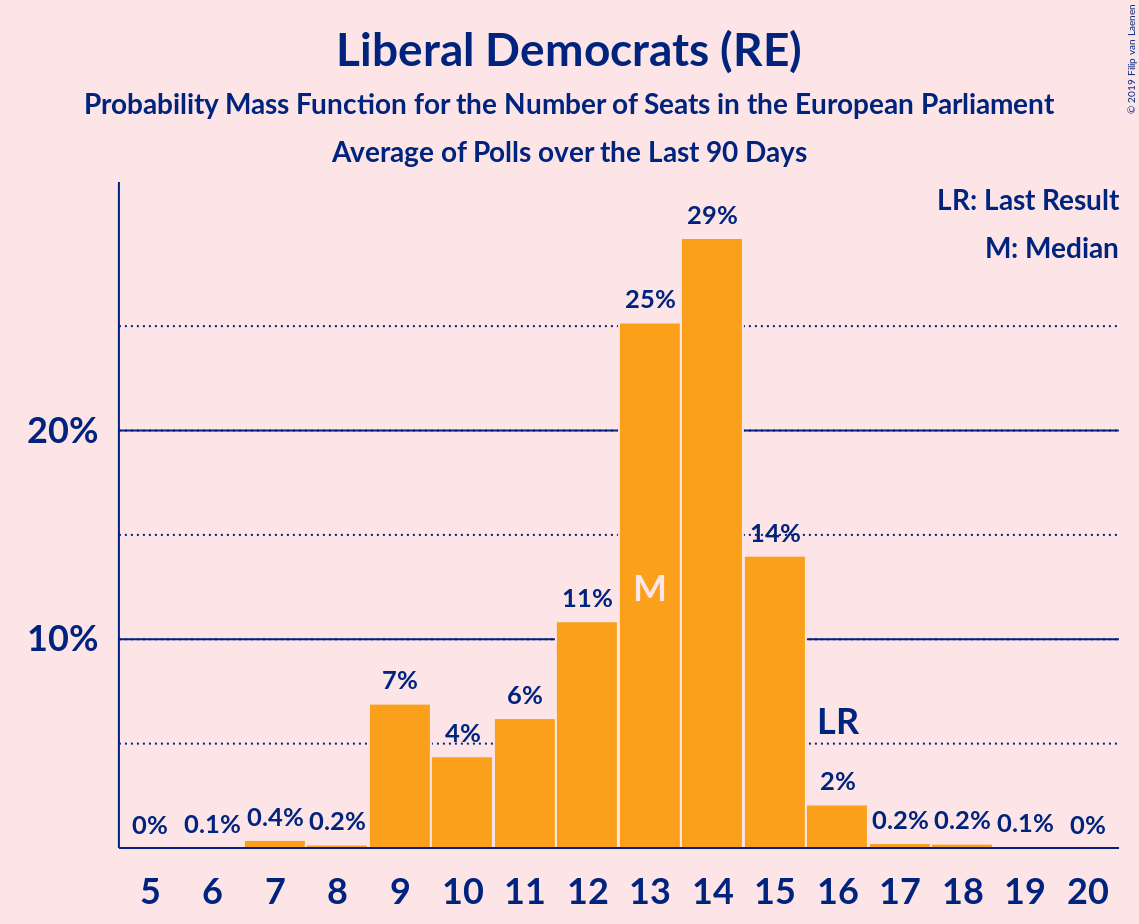 Liberal Democrats (RE)
Probability Mass Function for the Number of Seats in the European Parliament
Average of Polls over the Last 90 Days
© 2019 Filip van Laenen
LR: Last Result
M: Median
20%
10%
0%
0.1%
0.4%
0.2%
7%
4%
6%
11%
25%
M
29%
14%
LR
2%
0.2%
0.2%
0.1%
0%
5 6 7 8 9 10 11 12 13 14 15 16 17 18 19 20